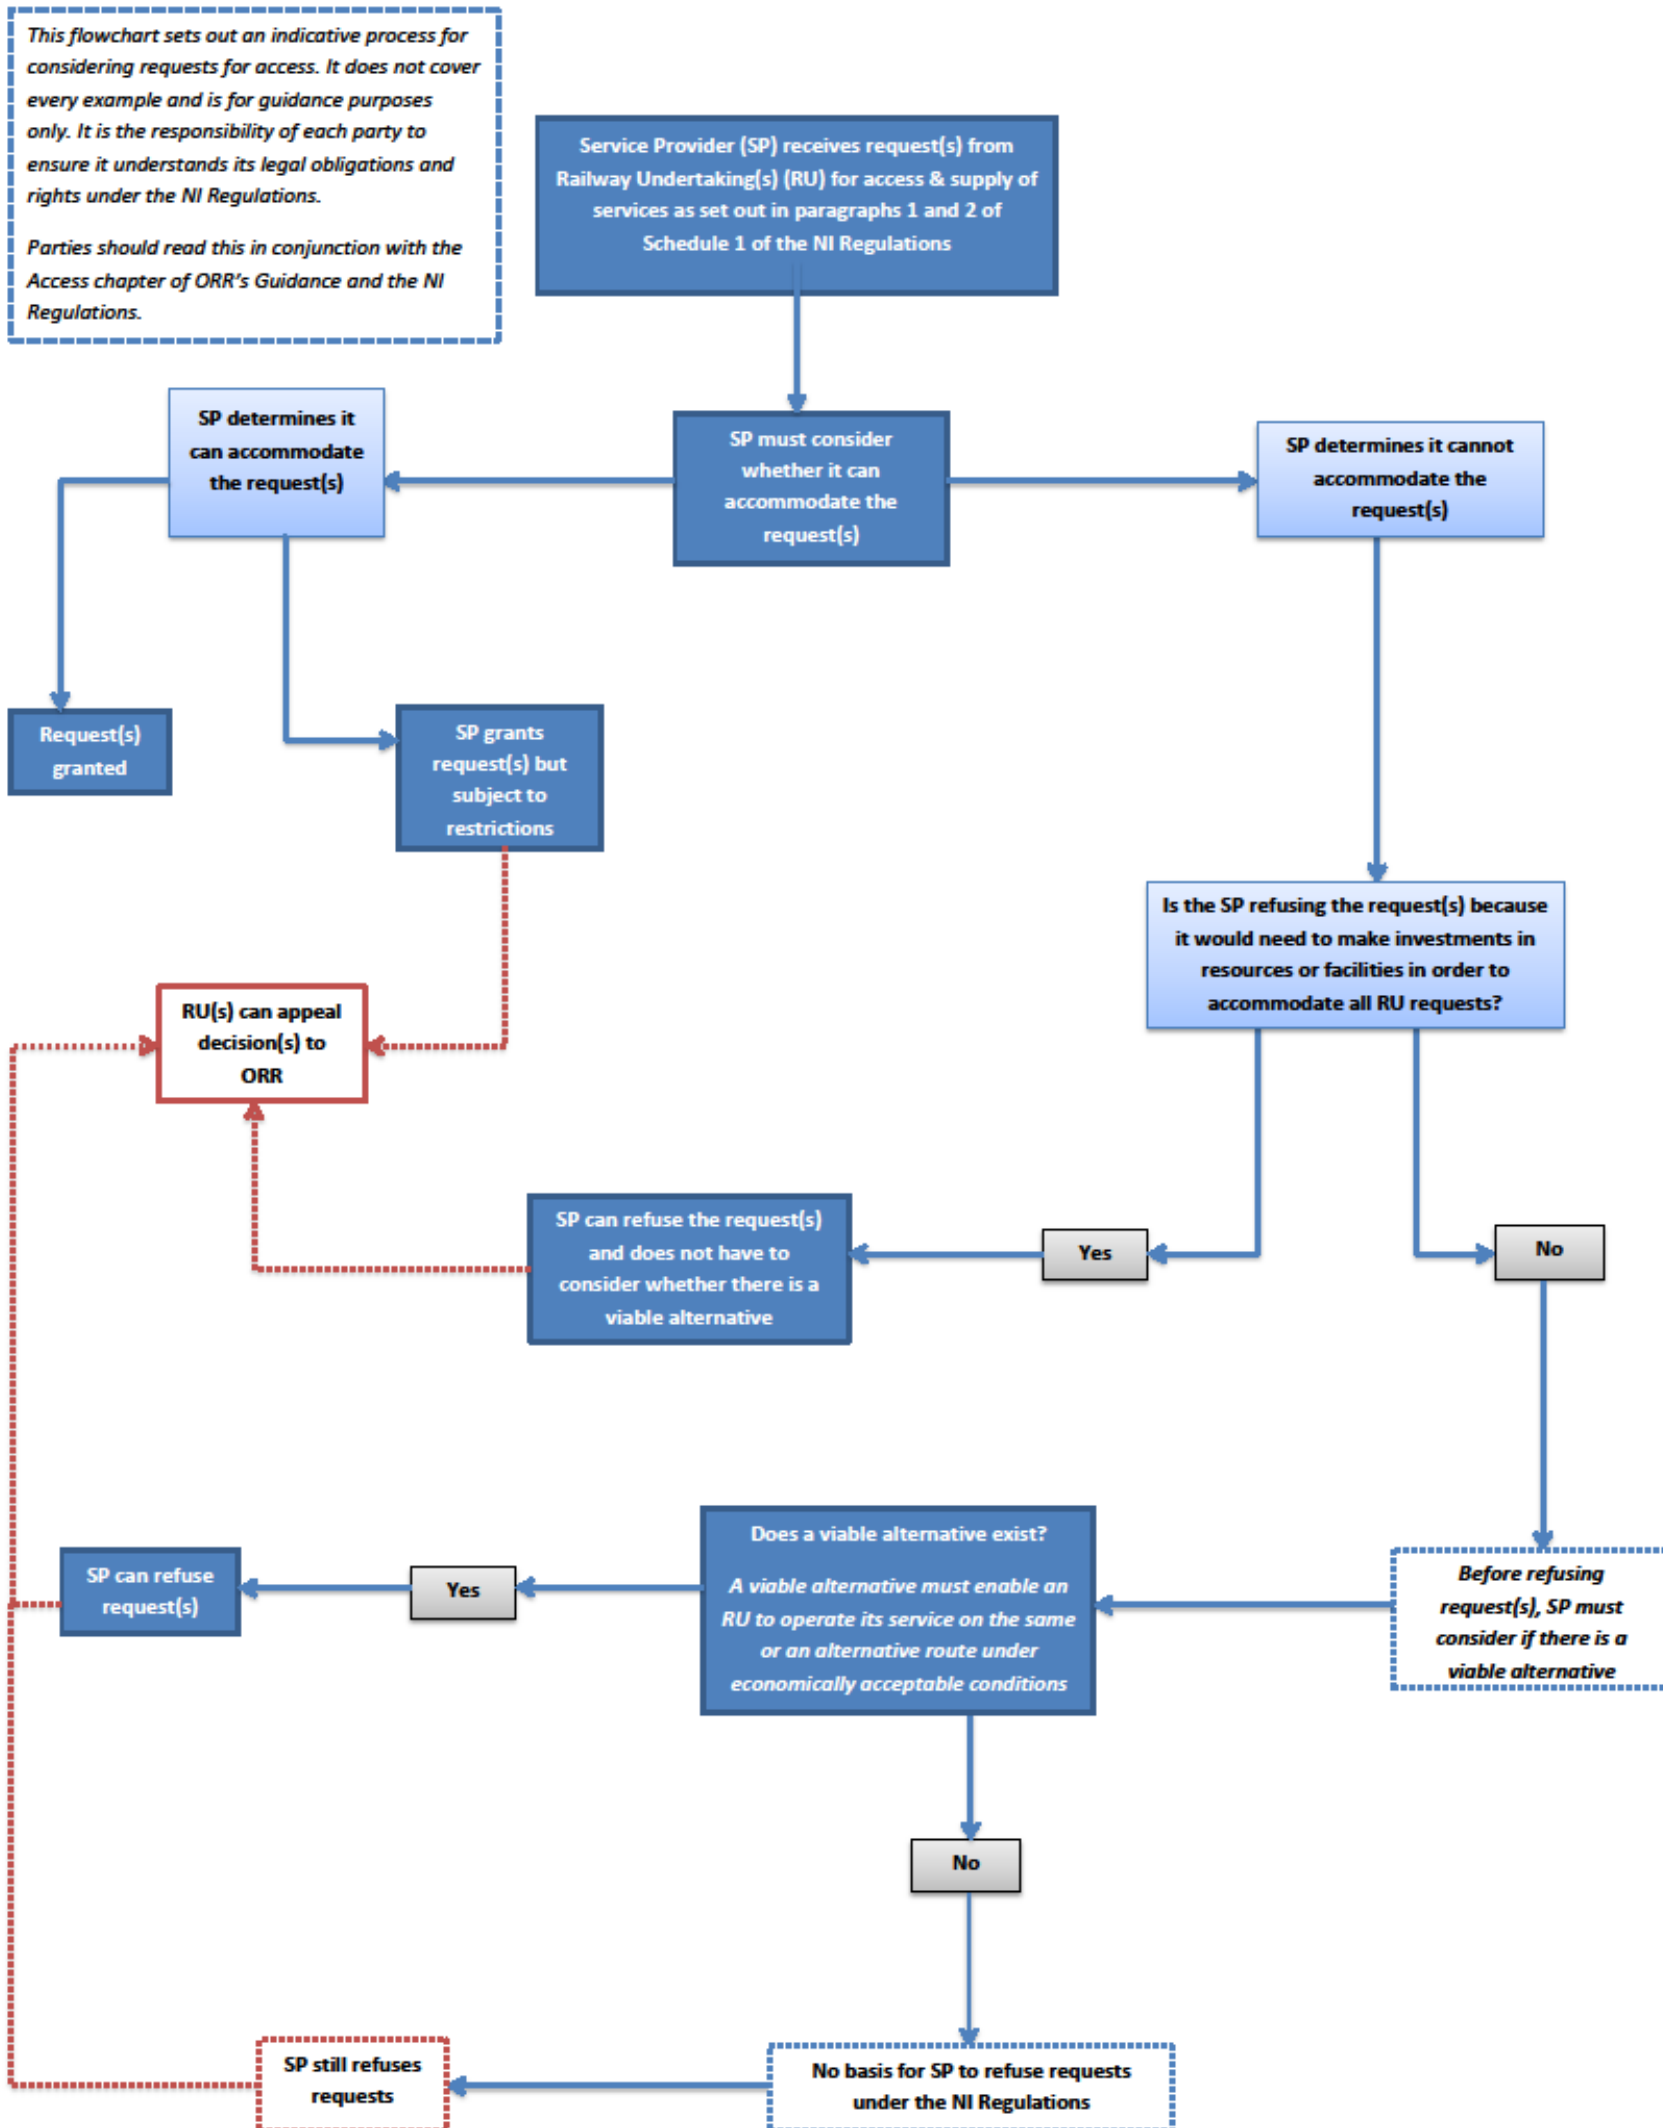 This flowchart sets out an indicative process for
considering requests for access. It does not cover
every example and is for guidance purposes
only. It is the responsibility of each party to
ensure it understands its legal obligations and
rights under the NI Regulations.
Parties should read this in conjunction with the
Access chapter of ORR's Guidance and the NI
Regulations.
Service Provider (SP) receives request(s) from
Railway Undertaking(s) (RU) for access & supply of
services as set out in paragraphs 1 and 2 of
Schedule 1 of the NI Regulations
SP determines it
can accommodate
the request(s)
SP must consider
whether it can
accommodate the
request(s)
SP determines it cannot
accommodate the
request(s)
Request(s)
granted
SP grants
request(s) but
subject to
restrictions
Is the SP refusing the request(s) because
it would need to make investments in
resources or facilities in order to
accommodate all RU requests?
RU(s) can appeal
decision(s) to
ORR
SP can refuse the request(s)
and does not have to
consider whether there is a
viable alternative
Yes
No
SP can refuse
request(s)
Yes
Does a viable alternative exist?
A viable alternative must enable an
RU to operate its service on the same
or an alternative route under
economically acceptable conditions
Before refusing
request(s), SP must
consider if there is a
viable alternative
No
SP still refuses
requests
No basis for SP to refuse requests
under the NI Regulations